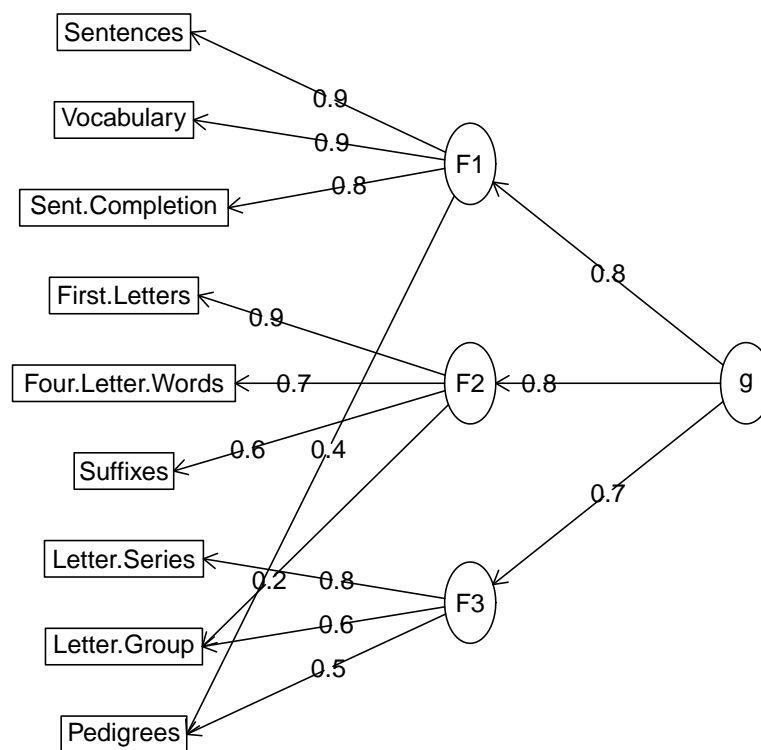 Sentences
0.9
Vocabulary
0.9
F1
Sent.Completion
0.8
0.8
First.Letters
0.9
Four.Letter.Words
0.7
F2
0.8
g
Suffixes
0.6
0.4
0.7
Letter.Series
0.2
0.8
F3
Letter.Group
0.6
0.5
Pedigrees